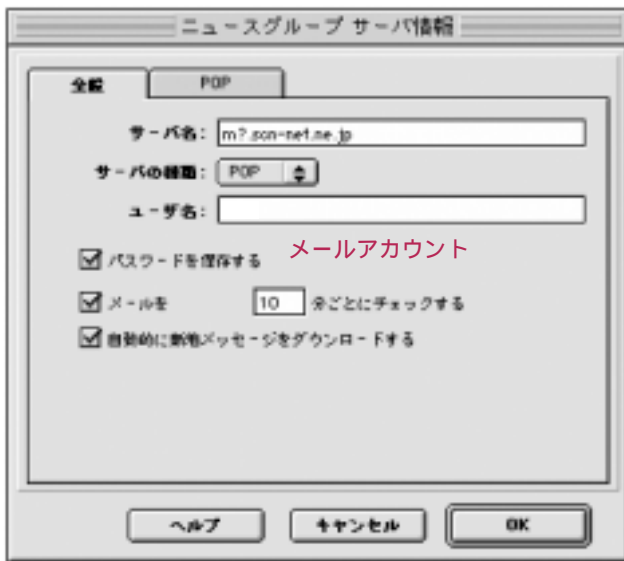 ニュースグループ サーバ情報
全般 POP
サーバ名: m?.scn-net.ne.jp
サーバの種類: POP
ユーザ名:
メールアカウント
パスワードを保存する
メールを 10 分ごとにチェックする
自動的に新着メッセージをダウンロードする
ヘルプ キャンセル OK